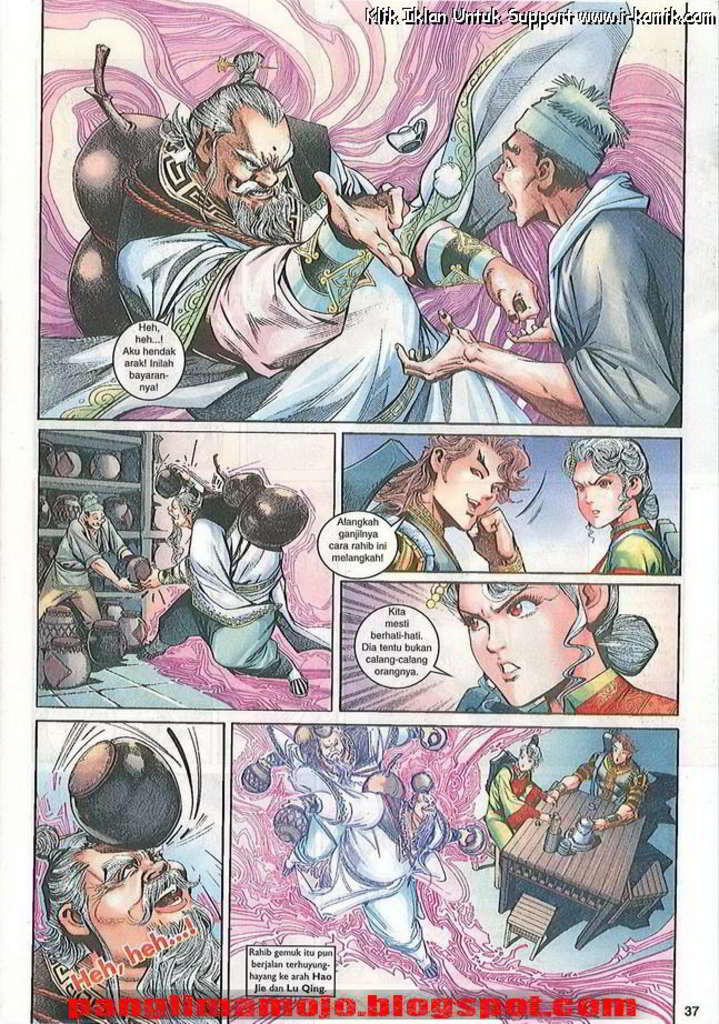 Klik Iklan Untuk Support www.ir-komik.com
Heh,
heh...!
Aku hendak
arak! Inilah
bayaran-
nya!
Alangkah
ganjilnya
cara rahib ini
melangkah!
Kita
mesti
berhati-hati.
Dia tentu bukan
calang-calang
orangnya.
Heh, heh...!
Rahib gemuk itu pun
berjalan terhuyung-
hayang ke arah Hao
Jie dan Lu Qing.
panglimamojo.blogspot.com
37